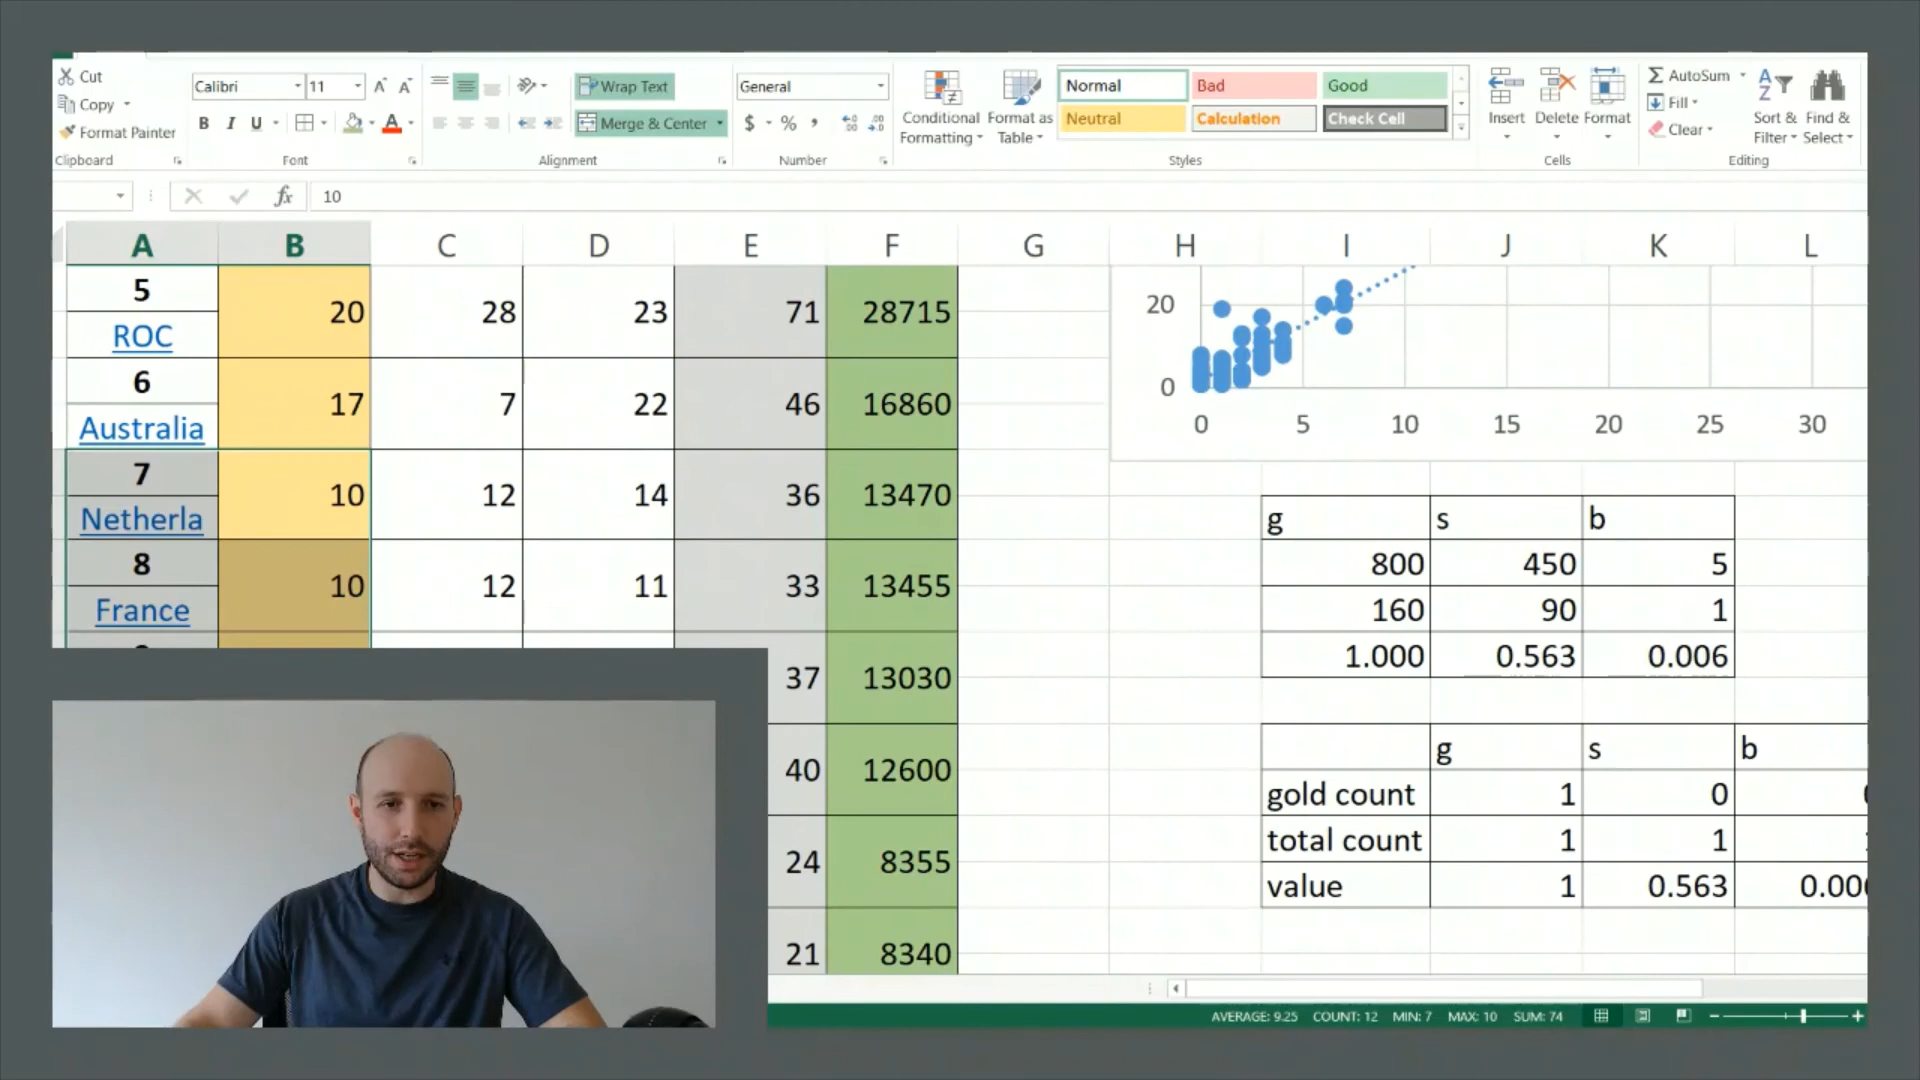 Cut
Copy
Format Painter
Clipboard
Calibri 11 A A
B I U A
Font
Wrap Text
Merge & Center
Alignment
General
$ % ,
Number
Conditional Formatting
Format as Table
Normal Bad Good
Neutral Calculation Check Cell
Styles
Insert Delete Format
Cells
AutoSum
Fill
Clear
Sort & Filter
Find & Select
Editing
fx 10
A B C D E F G H I J K L
5
ROC 20 28 23 71 28715
6
Australia 17 7 22 46 16860
7
Netherla 10 12 14 36 13470
8
France 10 12 11 33 13455
37 13030
40 12600
24 8355
21 8340
20
0
0 5 10 15 20 25 30
g s b
800 450 5
160 90 1
1.000 0.563 0.006
g s b
gold count 1 0
total count 1 1
value 1 0.563 0.00
AVERAGE: 9.25 COUNT: 12 MIN: 7 MAX: 10 SUM: 74